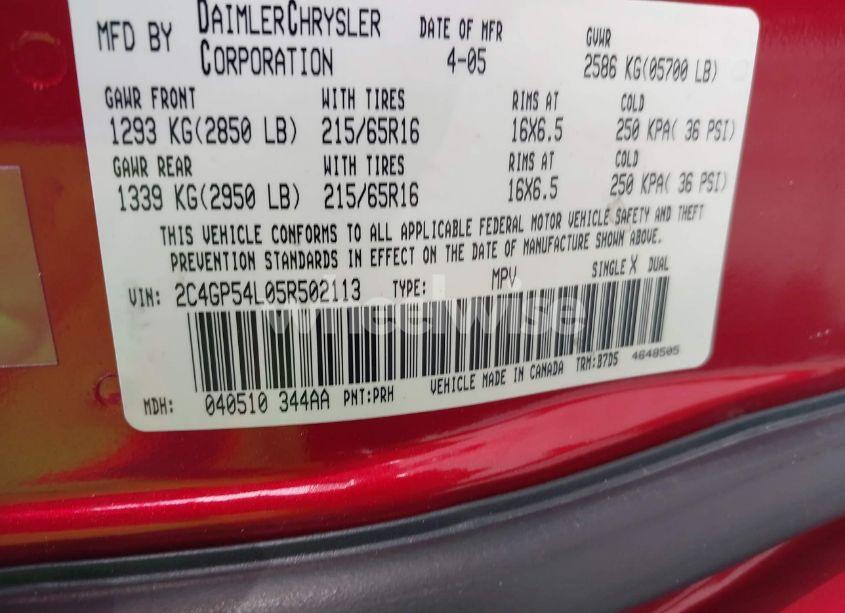 MFD BY DAIMLERCHRYSLER CORPORATION DATE OF MFR 4-05 GVWR 2586 KG(05700 LB)
GAWR FRONT WITH TIRES RIMS AT COLD
1293 KG(2850 LB) 215/65R16 16X6.5 250 KPA( 36 PSI)
GAWR REAR WITH TIRES RIMS AT COLD
1339 KG(2950 LB) 215/65R16 16X6.5 250 KPA( 36 PSI)
THIS VEHICLE CONFORMS TO ALL APPLICABLE FEDERAL MOTOR VEHICLE SAFETY AND THEFT
PREVENTION STANDARDS IN EFFECT ON THE DATE OF MANUFACTURE SHOWN ABOVE.
VIN: 2C4GP54L05R502113 TYPE: MPV SINGLE X DUAL
wheelwise
MDH: 040510 344AA PNT:PRH VEHICLE MADE IN CANADA TRM:B7D5 4648505